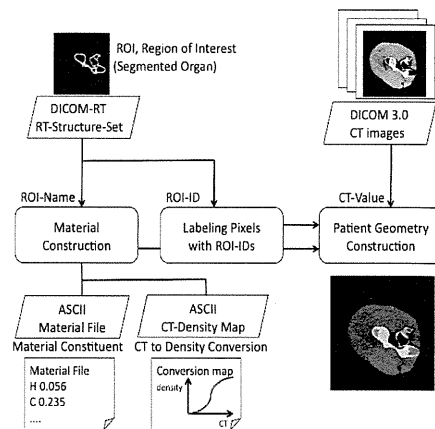 ROI, Region of Interest
(Segmented Organ)
DICOM-RT
RT-Structure-Set
DICOM 3.0
CT images
ROI-Name
ROI-ID
CT-Value
Material
Construction
Labeling Pixels
with ROI-IDs
Patient Geometry
Construction
ASCII
Material File
ASCII
CT-Density Map
Material Constituent
CT to Density Conversion
Material File
H 0.056
C 0.235
....
Conversion map
density
CT